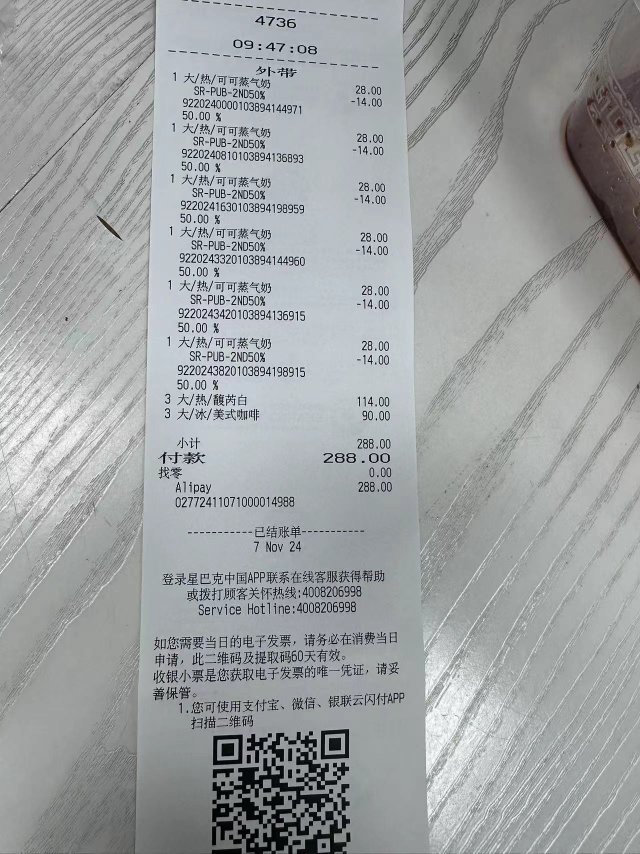 4736
09:47:08
外带
1 大/热/可可蒸气奶 28.00
SR-PUB-2ND50% -14.00
9220240000103894144971
50.00 %
1 大/热/可可蒸气奶 28.00
SR-PUB-2ND50% -14.00
9220240810103894136893
50.00 %
1 大/热/可可蒸气奶 28.00
SR-PUB-2ND50% -14.00
9220241630103894198959
50.00 %
1 大/热/可可蒸气奶 28.00
SR-PUB-2ND50% -14.00
9220243320103894144960
50.00 %
1 大/热/可可蒸气奶 28.00
SR-PUB-2ND50% -14.00
9220243420103894136915
50.00 %
1 大/热/可可蒸气奶 28.00
SR-PUB-2ND50% -14.00
9220243820103894198915
50.00 %
3 大/热/馥芮白 114.00
3 大/冰/美式咖啡 90.00
小计 288.00
付款 288.00
找零 0.00
Alipay 288.00
02772411071000014988
-----------已结账单-----------
7 Nov 24
登录星巴克中国APP联系在线客服获得帮助
或拨打顾客关怀热线:4008206998
Service Hotline:4008206998
如您需要当日的电子发票，请务必在消费当日
申请，此二维码及提取码60天有效。
收银小票是您获取电子发票的唯一凭证，请妥
善保管。
1.您可使用支付宝、微信、银联云闪付APP
扫描二维码